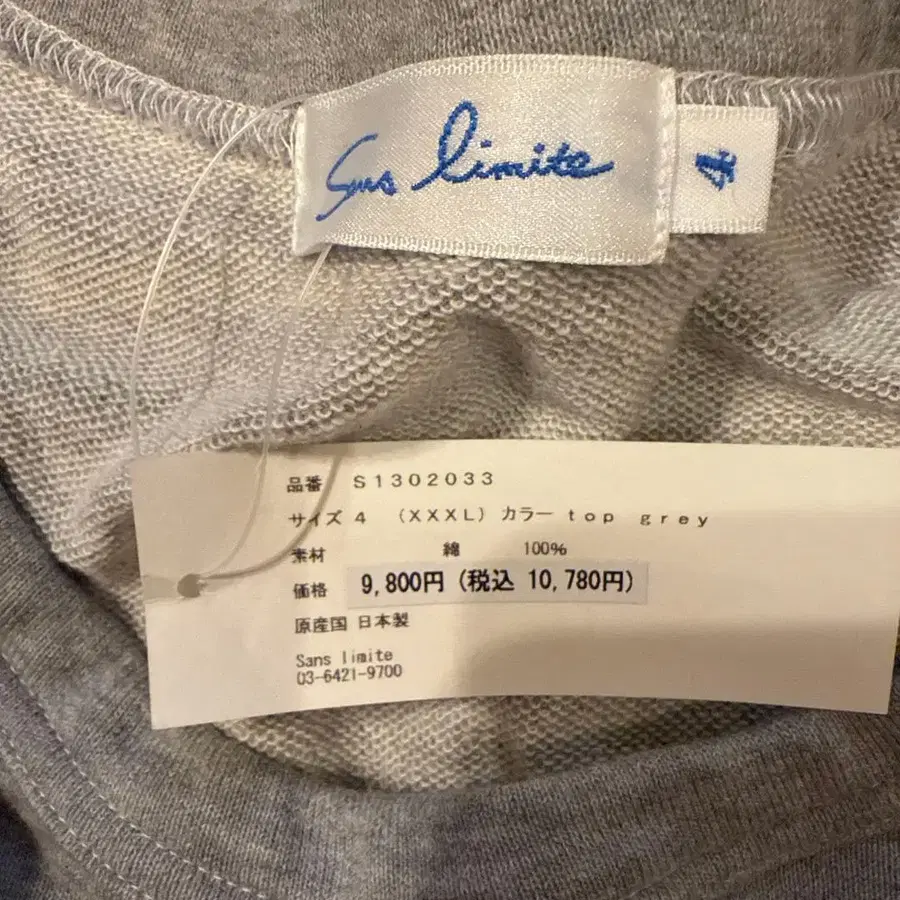 Sans limite
4
品番 S1302033
サイズ 4 (XXXL) カラー top grey
素材 綿 100%
価格 9,800円 (税込 10,780円)
原産国 日本製
Sans limite
03-6421-9700